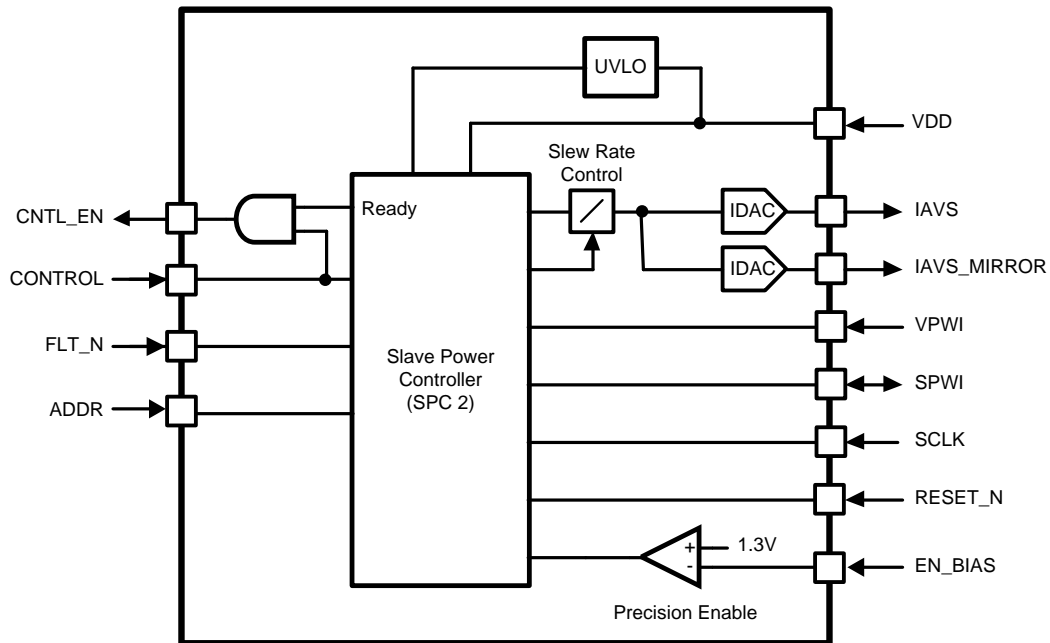 UVLO
VDD
Slew Rate
Control
CNTL_EN
Ready
IDAC
IAVS
CONTROL
IDAC
IAVS_MIRROR
FLT_N
VPWI
Slave Power
Controller
(SPC 2)
SPWI
ADDR
SCLK
RESET_N
+
1.3V
-
EN_BIAS
Precision Enable